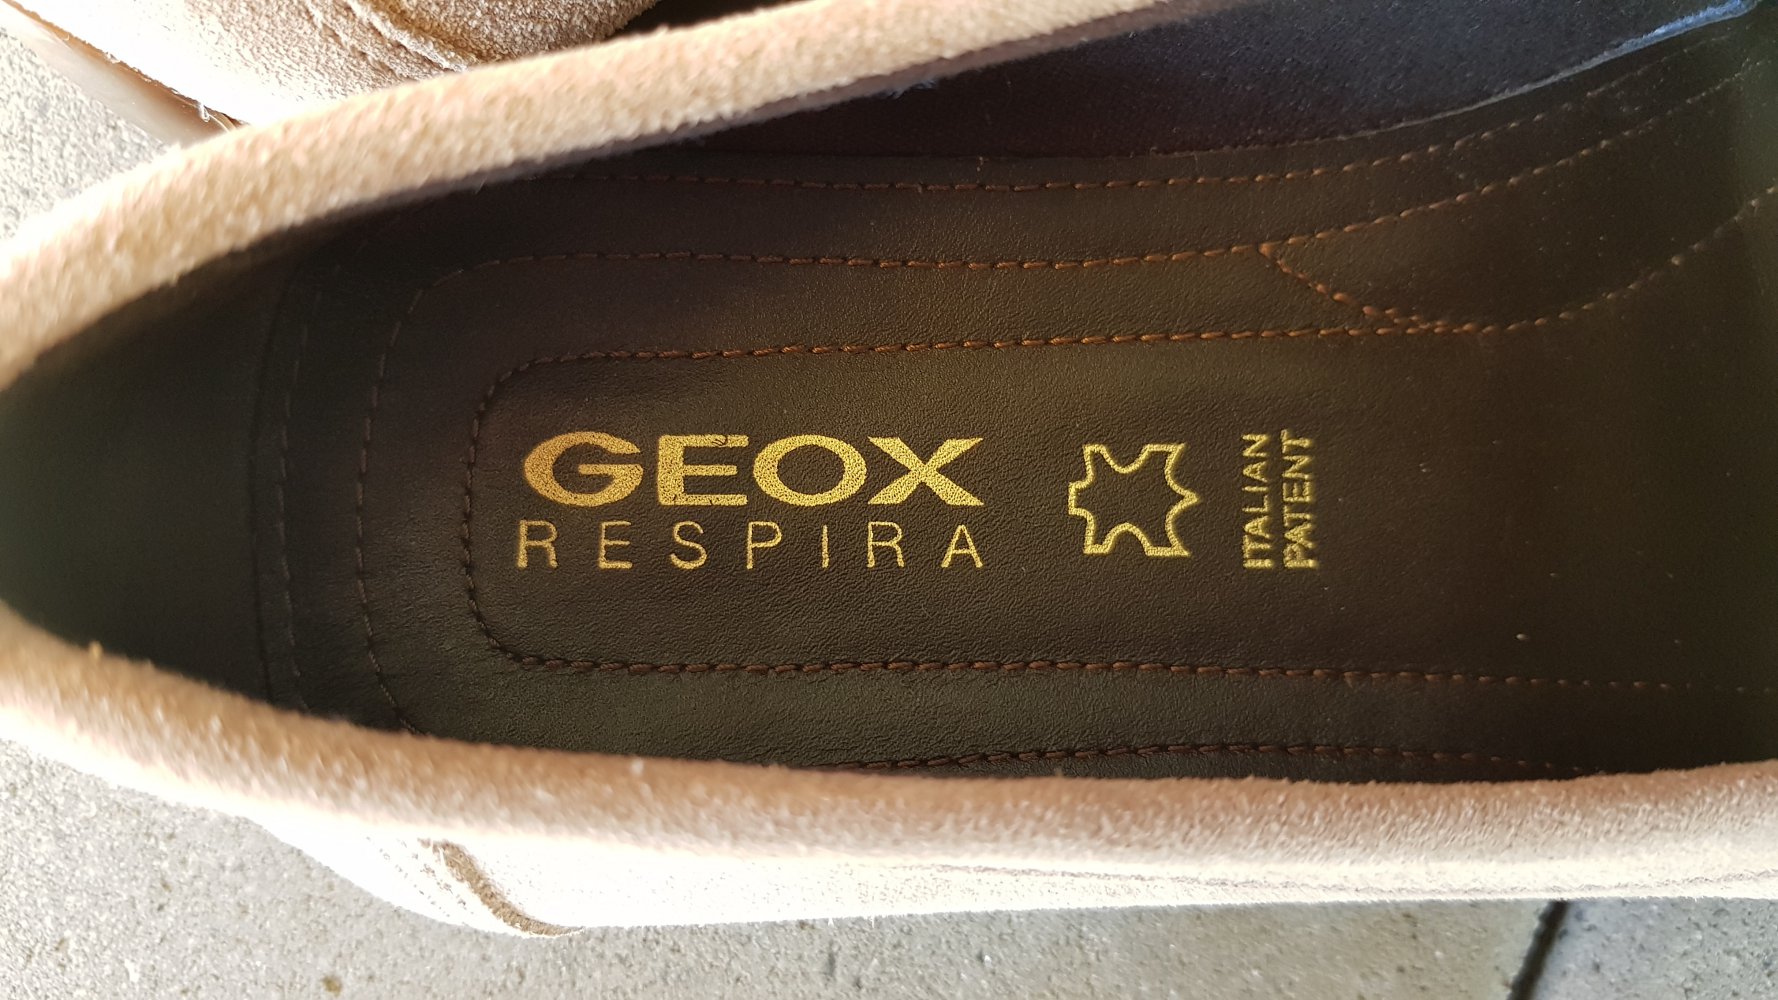 GEOX
RESPIRA
ITALIAN
PATENT